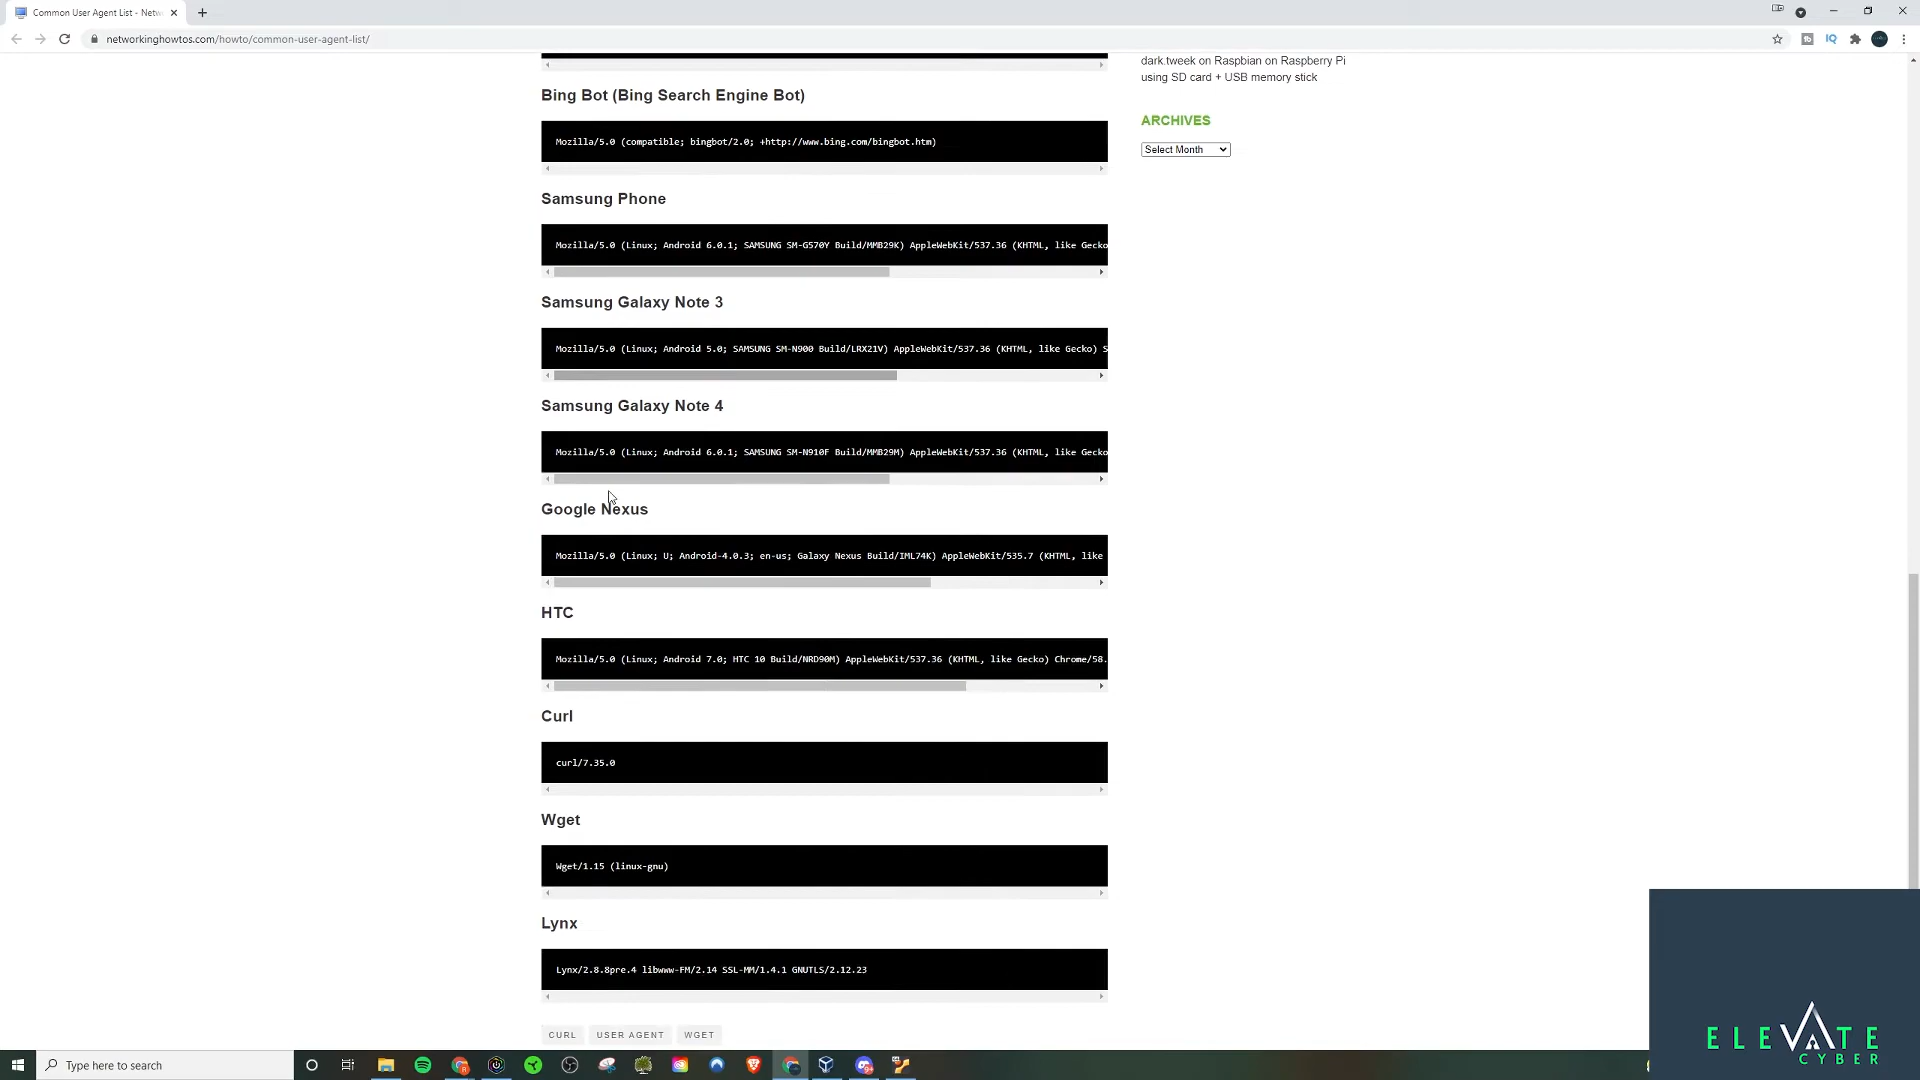 Common User Agent List - Netw
networkinghowtos.com/howto/common-user-agent-list/
dark.tweek on Raspbian on Raspberry Pi
using SD card + USB memory stick
ARCHIVES
Select Month
Bing Bot (Bing Search Engine Bot)
Mozilla/5.0 (compatible; bingbot/2.0; +http://www.bing.com/bingbot.htm)
Samsung Phone
Mozilla/5.0 (Linux; Android 6.0.1; SAMSUNG SM-G570Y Build/MMB29K) AppleWebKit/537.36 (KHTML, like Gecko
Samsung Galaxy Note 3
Mozilla/5.0 (Linux; Android 5.0; SAMSUNG SM-N900 Build/LRX21V) AppleWebKit/537.36 (KHTML, like Gecko) S
Samsung Galaxy Note 4
Mozilla/5.0 (Linux; Android 6.0.1; SAMSUNG SM-N910F Build/MMB29M) AppleWebKit/537.36 (KHTML, like Gecko
Google Nexus
Mozilla/5.0 (Linux; U; Android-4.0.3; en-us; Galaxy Nexus Build/IML74K) AppleWebKit/535.7 (KHTML, like
HTC
Mozilla/5.0 (Linux; Android 7.0; HTC 10 Build/NRD90M) AppleWebKit/537.36 (KHTML, like Gecko) Chrome/58.
Curl
curl/7.35.0
Wget
Wget/1.15 (linux-gnu)
Lynx
Lynx/2.8.8pre.4 libwww-FM/2.14 SSL-MM/1.4.1 GNUTLS/2.12.23
CURL USER AGENT WGET
Type here to search
ELEVATE
CYBER